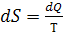 dS = dQ/T